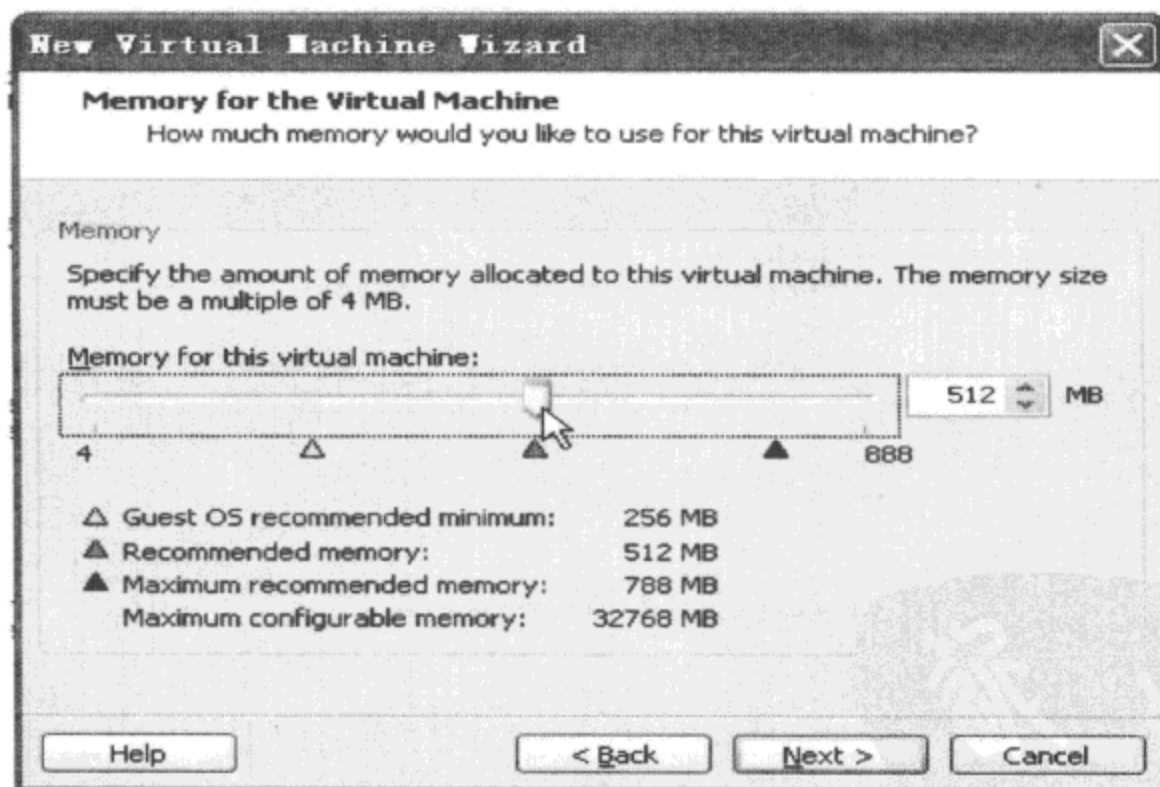 New Virtual Machine Wizard
Memory for the Virtual Machine
How much memory would you like to use for this virtual machine?
Memory
Specify the amount of memory allocated to this virtual machine. The memory size
must be a multiple of 4 MB.
Memory for this virtual machine:
512 MB
4 888
Guest OS recommended minimum: 256 MB
Recommended memory: 512 MB
Maximum recommended memory: 788 MB
Maximum configurable memory: 32768 MB
Help < Back Next > Cancel